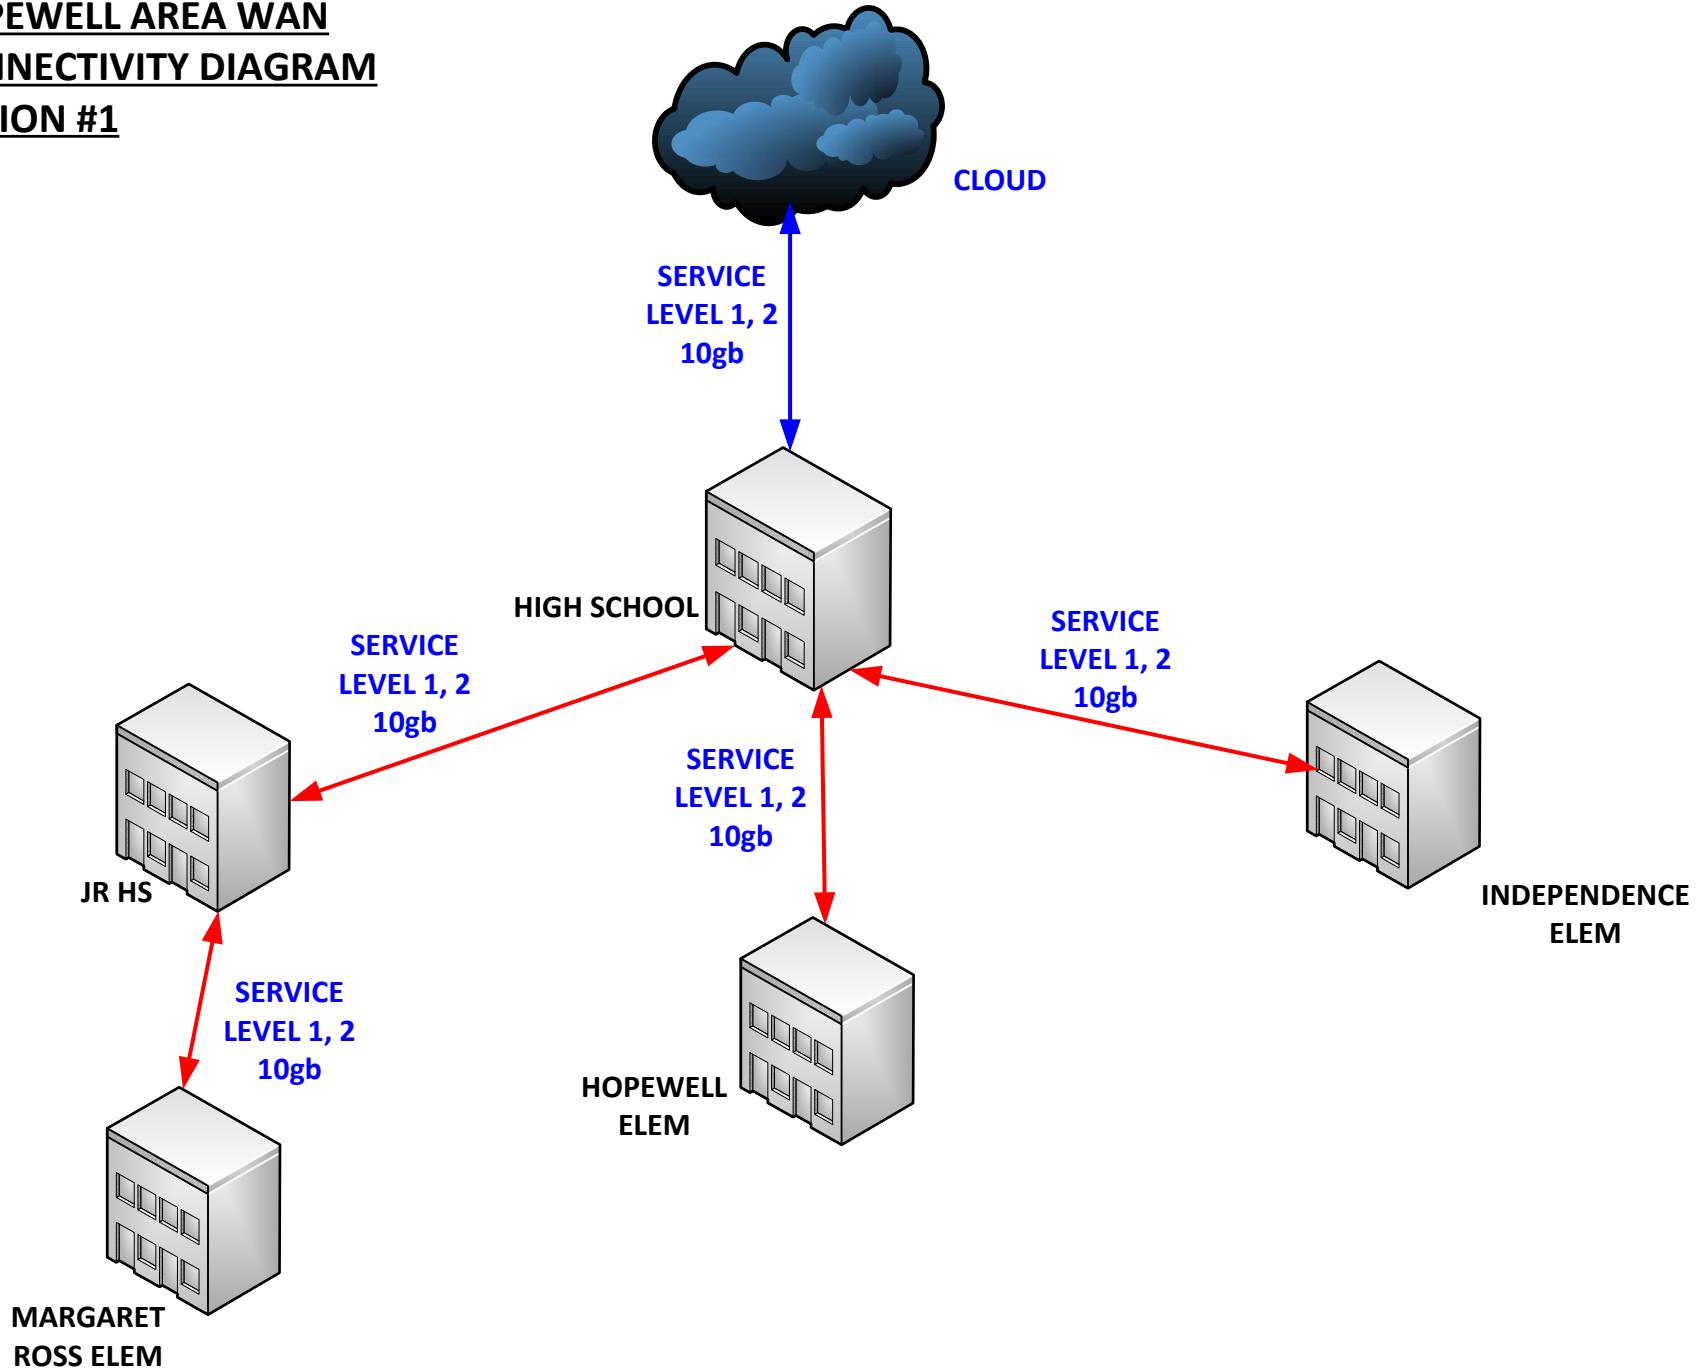 PEWELL AREA WAN
NNECTIVITY DIAGRAM
ION #1
CLOUD
SERVICE
LEVEL 1, 2
10gb
HIGH SCHOOL
SERVICE
LEVEL 1, 2
10gb
SERVICE
LEVEL 1, 2
10gb
SERVICE
LEVEL 1, 2
10gb
JR HS
INDEPENDENCE
ELEM
SERVICE
LEVEL 1, 2
10gb
HOPEWELL
ELEM
MARGARET
ROSS ELEM